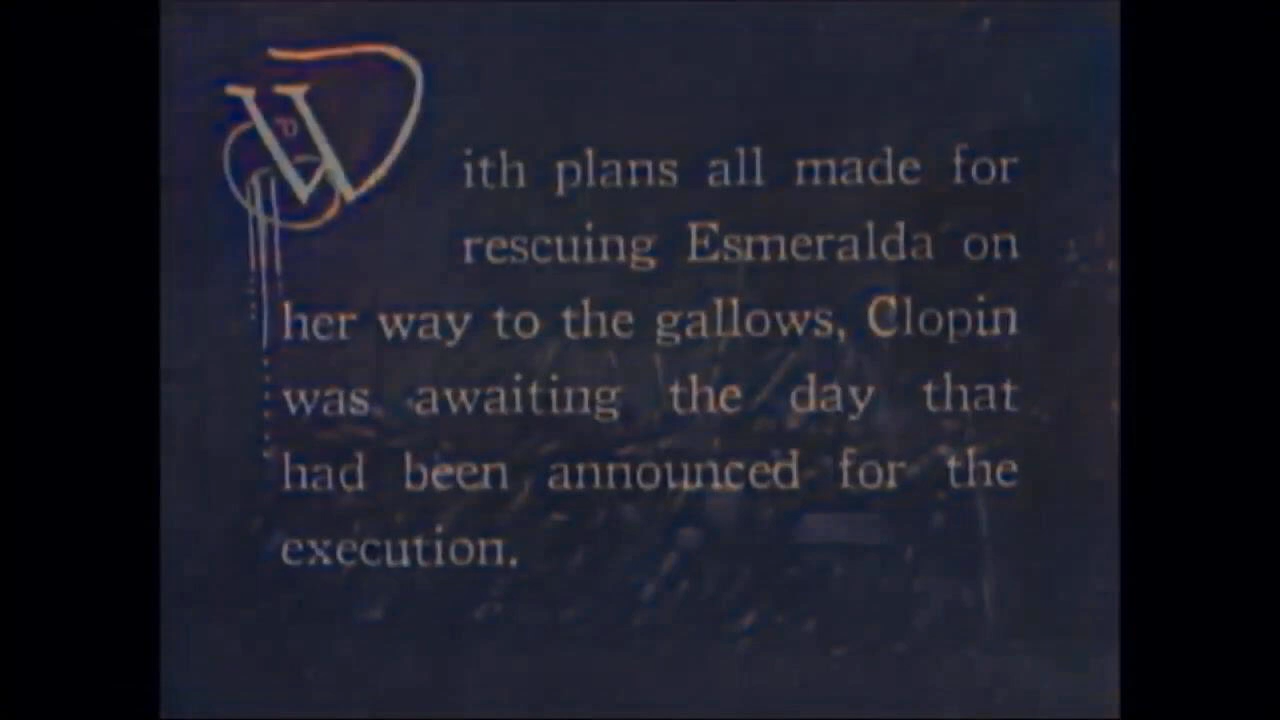 With plans all made for
rescuing Esmeralda on
her way to the gallows, Clopin
was awaiting the day that
had been announced for the
execution.